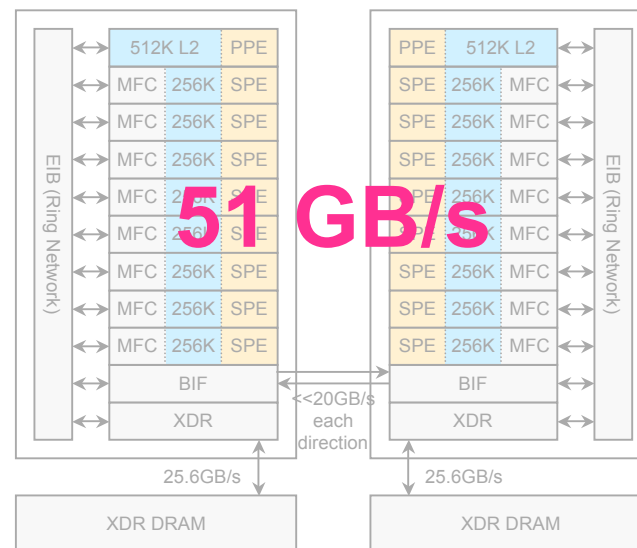 512K L2 PPE
MFC 256K SPE
MFC 256K SPE
MFC 256K SPE
MFC 256K SPE
MFC 256K SPE
MFC 256K SPE
MFC 256K SPE
MFC 256K SPE
BIF
XDR
EIB (Ring Network)
PPE 512K L2
SPE 256K MFC
SPE 256K MFC
SPE 256K MFC
SPE 256K MFC
SPE 256K MFC
SPE 256K MFC
SPE 256K MFC
SPE 256K MFC
BIF
XDR
EIB (Ring Network)
51 GB/s
<<20GB/s
each
direction
25.6GB/s
25.6GB/s
XDR DRAM
XDR DRAM